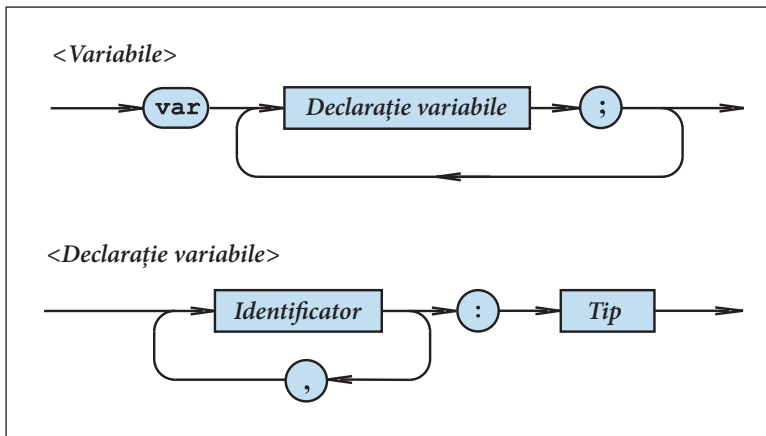 <Variabile>
var Declarație variabile ;
<Declarație variabile>
Identificator : Tip
,